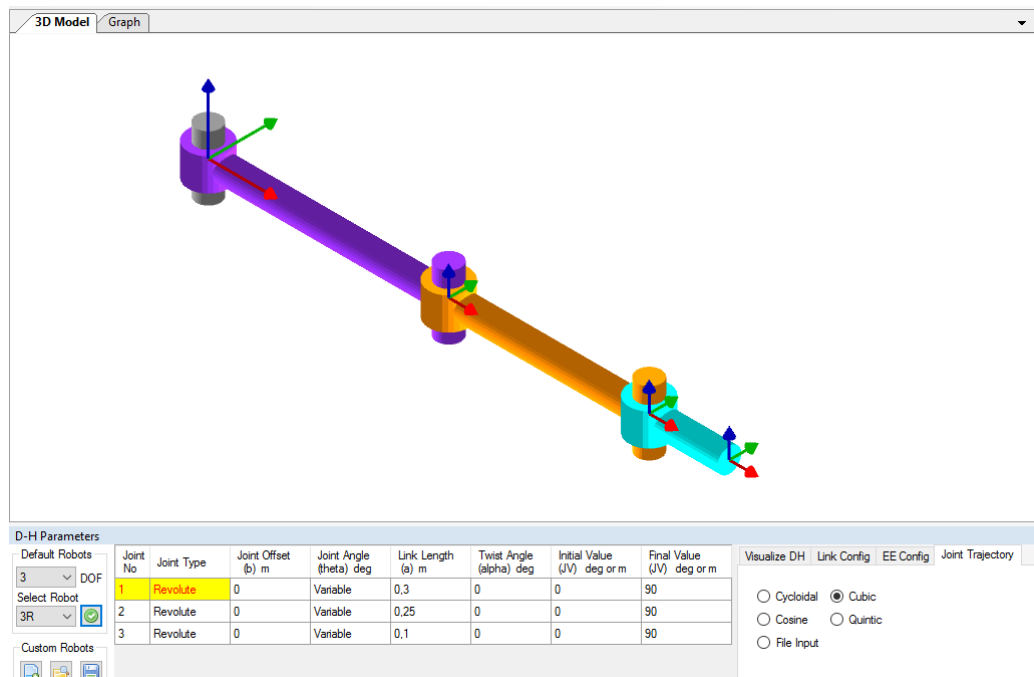 3D Model Graph
D-H Parameters
Default Robots
3 DOF
Select Robot
3R
Custom Robots
Joint No Joint Type Joint Offset (b) m Joint Angle (theta) deg Link Length (a) m Twist Angle (alpha) deg Initial Value (JV) deg or m Final Value (JV) deg or m
1 Revolute 0 Variable 0,3 0 0 90
2 Revolute 0 Variable 0,25 0 0 90
3 Revolute 0 Variable 0,1 0 0 90
Visualize DH Link Config EE Config Joint Trajectory
Cycloidal Cubic
Cosine Quintic
File Input